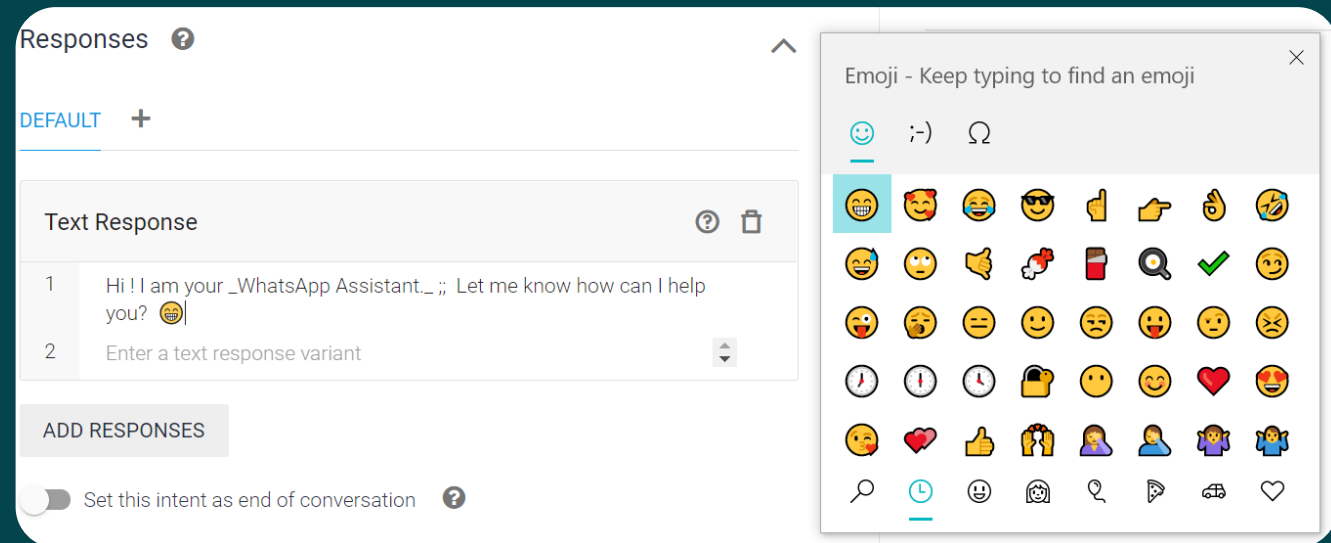 Responses
DEFAULT +
Text Response
1 Hi ! I am your _WhatsApp Assistant._ ;;  Let me know how can I help
you? 😁
2 Enter a text response variant
ADD RESPONSES
Set this intent as end of conversation
Emoji - Keep typing to find an emoji
;-) Ω